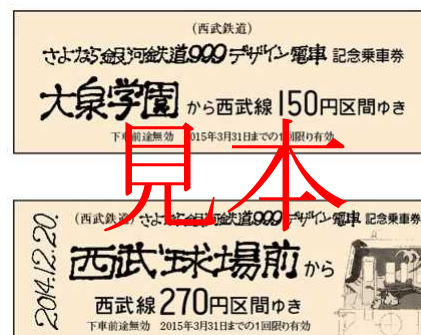 (西武鉄道)
さよなら銀河鉄道999デザイン電車 記念乗車券
大泉学園 から西武線 150円区間ゆき
下車前途無効 2015年3月31日までの1回限り有効
見本
2014.12.20.
(西武鉄道) さよなら銀河鉄道999デザイン電車 記念乗車券
西武球場前 から
西武線 270円区間ゆき
下車前途無効 2015年3月31日までの1回限り有効